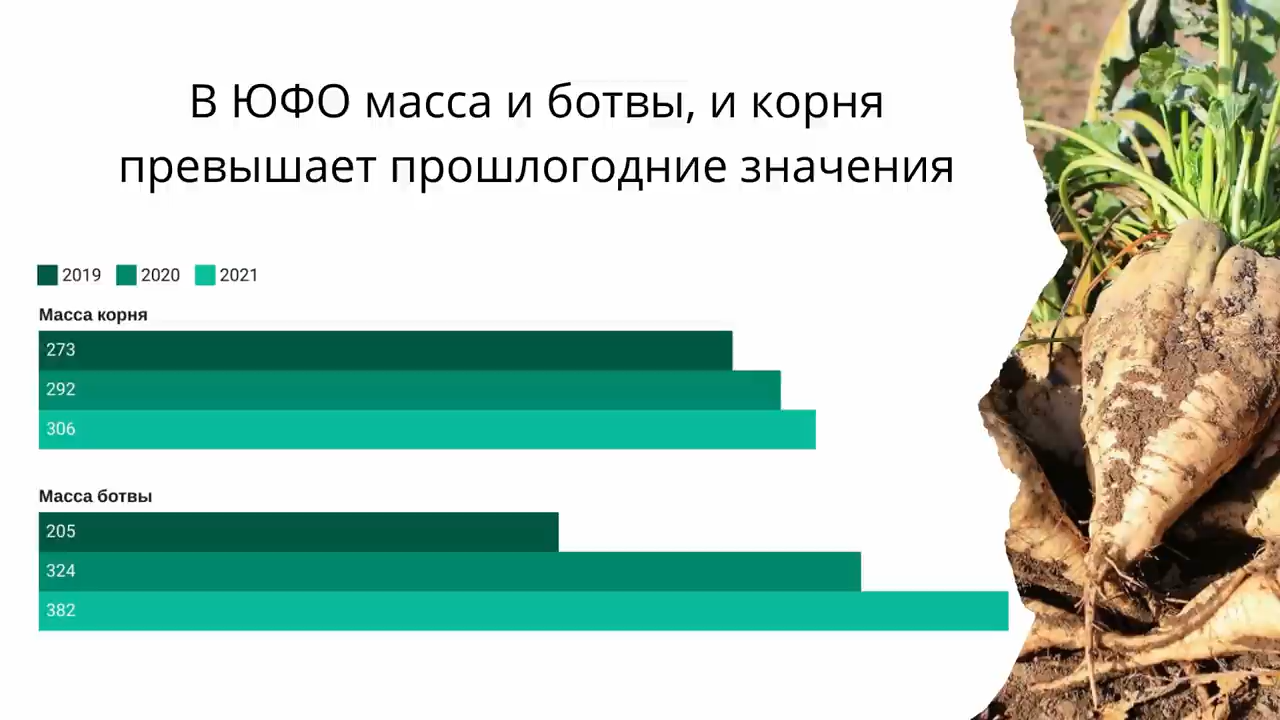 В ЮФО масса и ботвы, и корня
превышает прошлогодние значения
2019 2020 2021
Масса корня
273
292
306
Масса ботвы
205
324
382